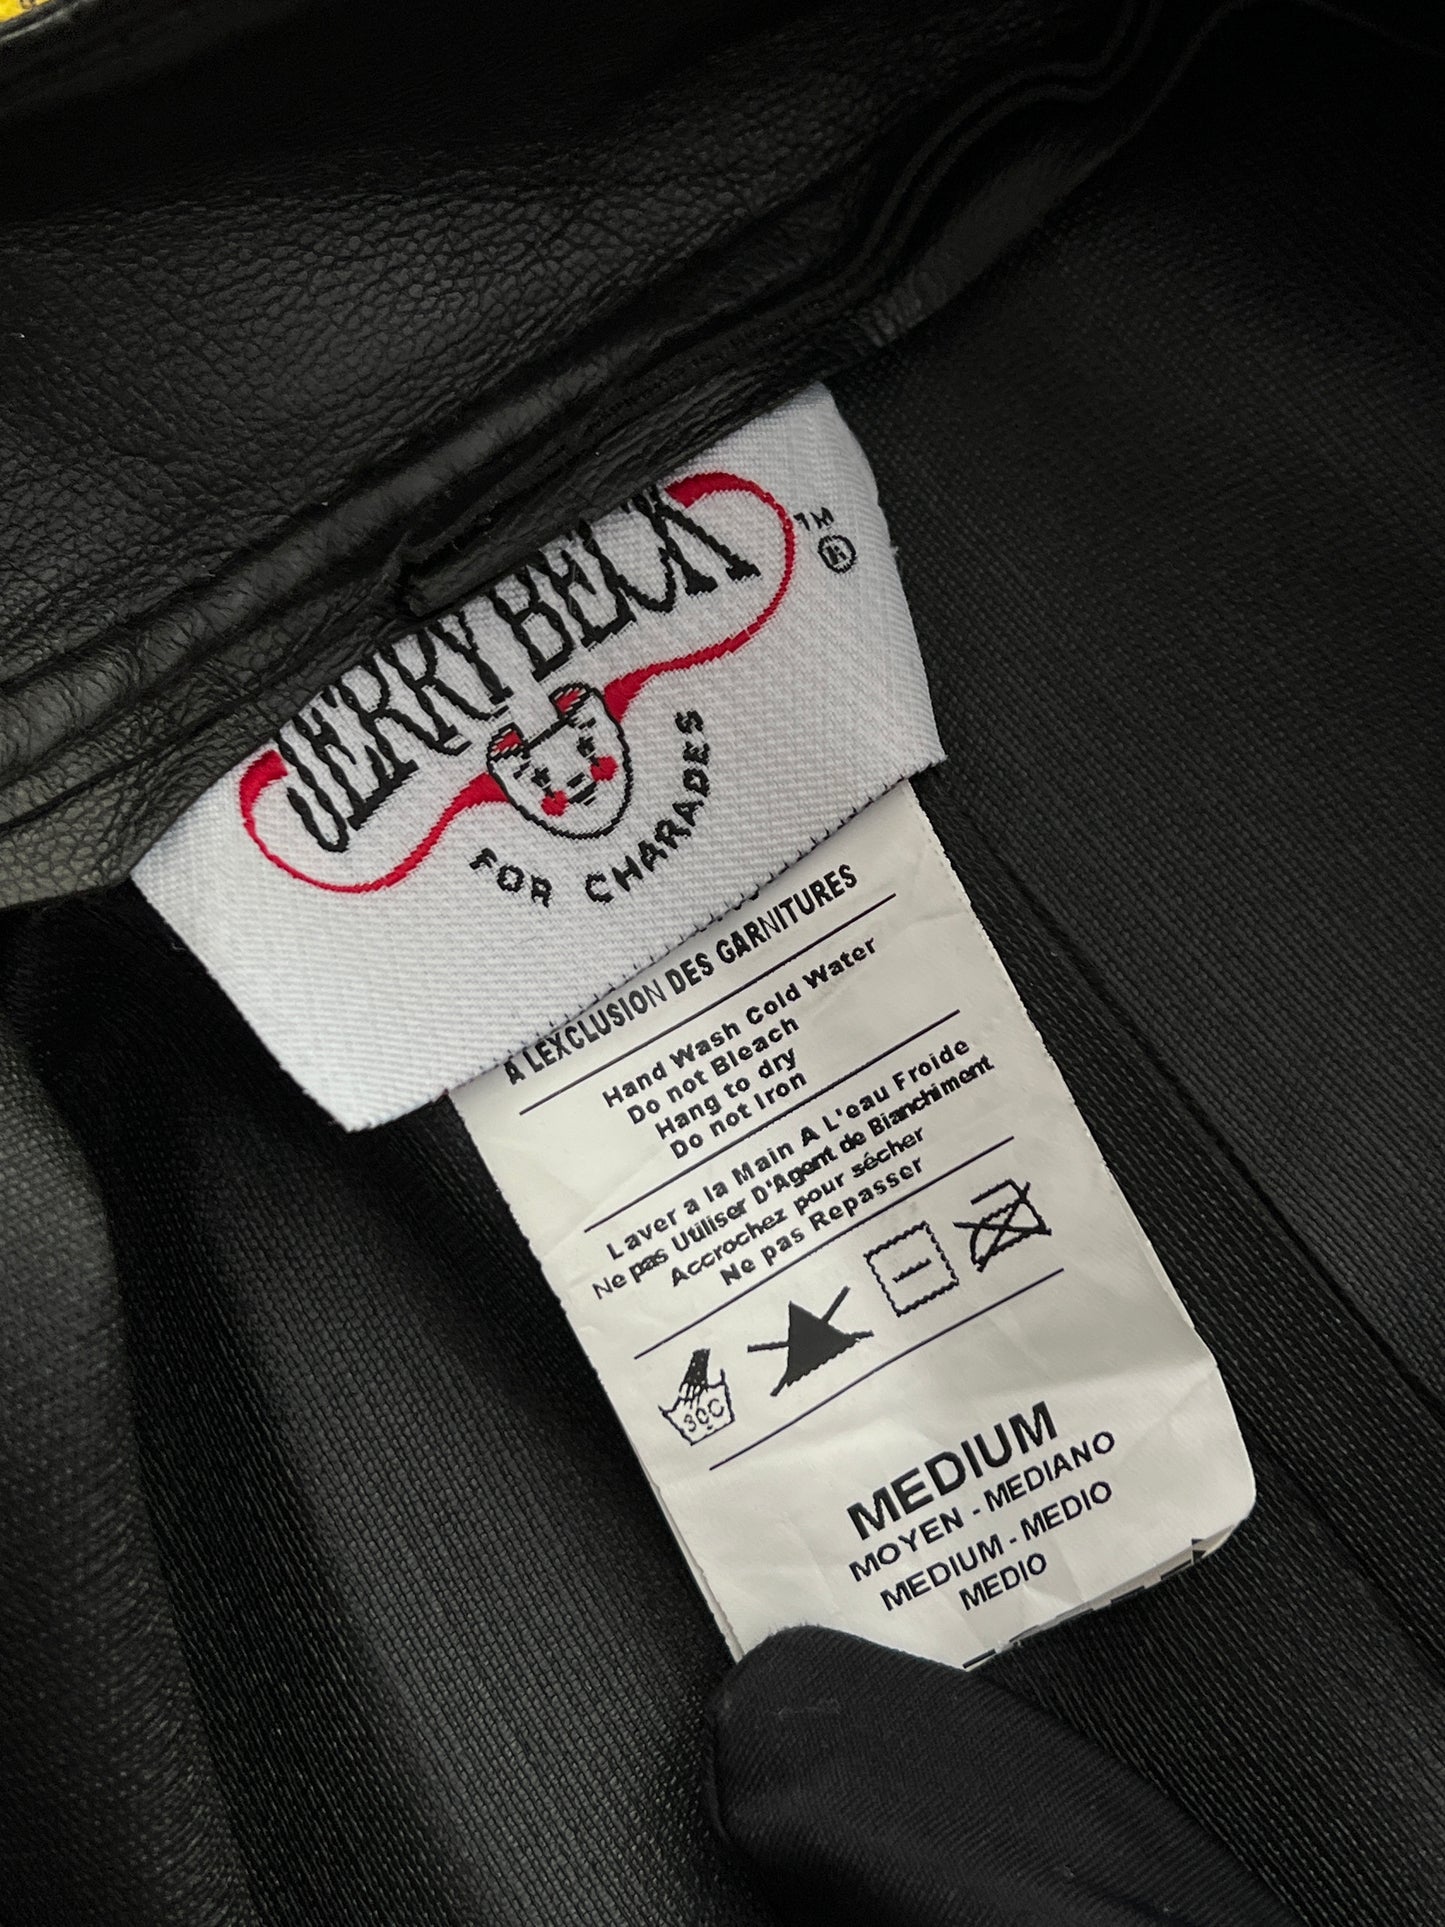 JERRY BECK
TM
®
FOR CHARADES
A LEXCLUSION DES GARNITURES
Hand Wash Cold Water
Do not Bleach
Hang to dry
Do not Iron
Laver a la Main A L'eau Froide
Ne pas Utiliser D'Agent de Bianchiment
Accrochez pour sécher
Ne pas Repasser
30C
MEDIUM
MOYEN - MEDIANO
MEDIUM - MEDIO
MEDIO